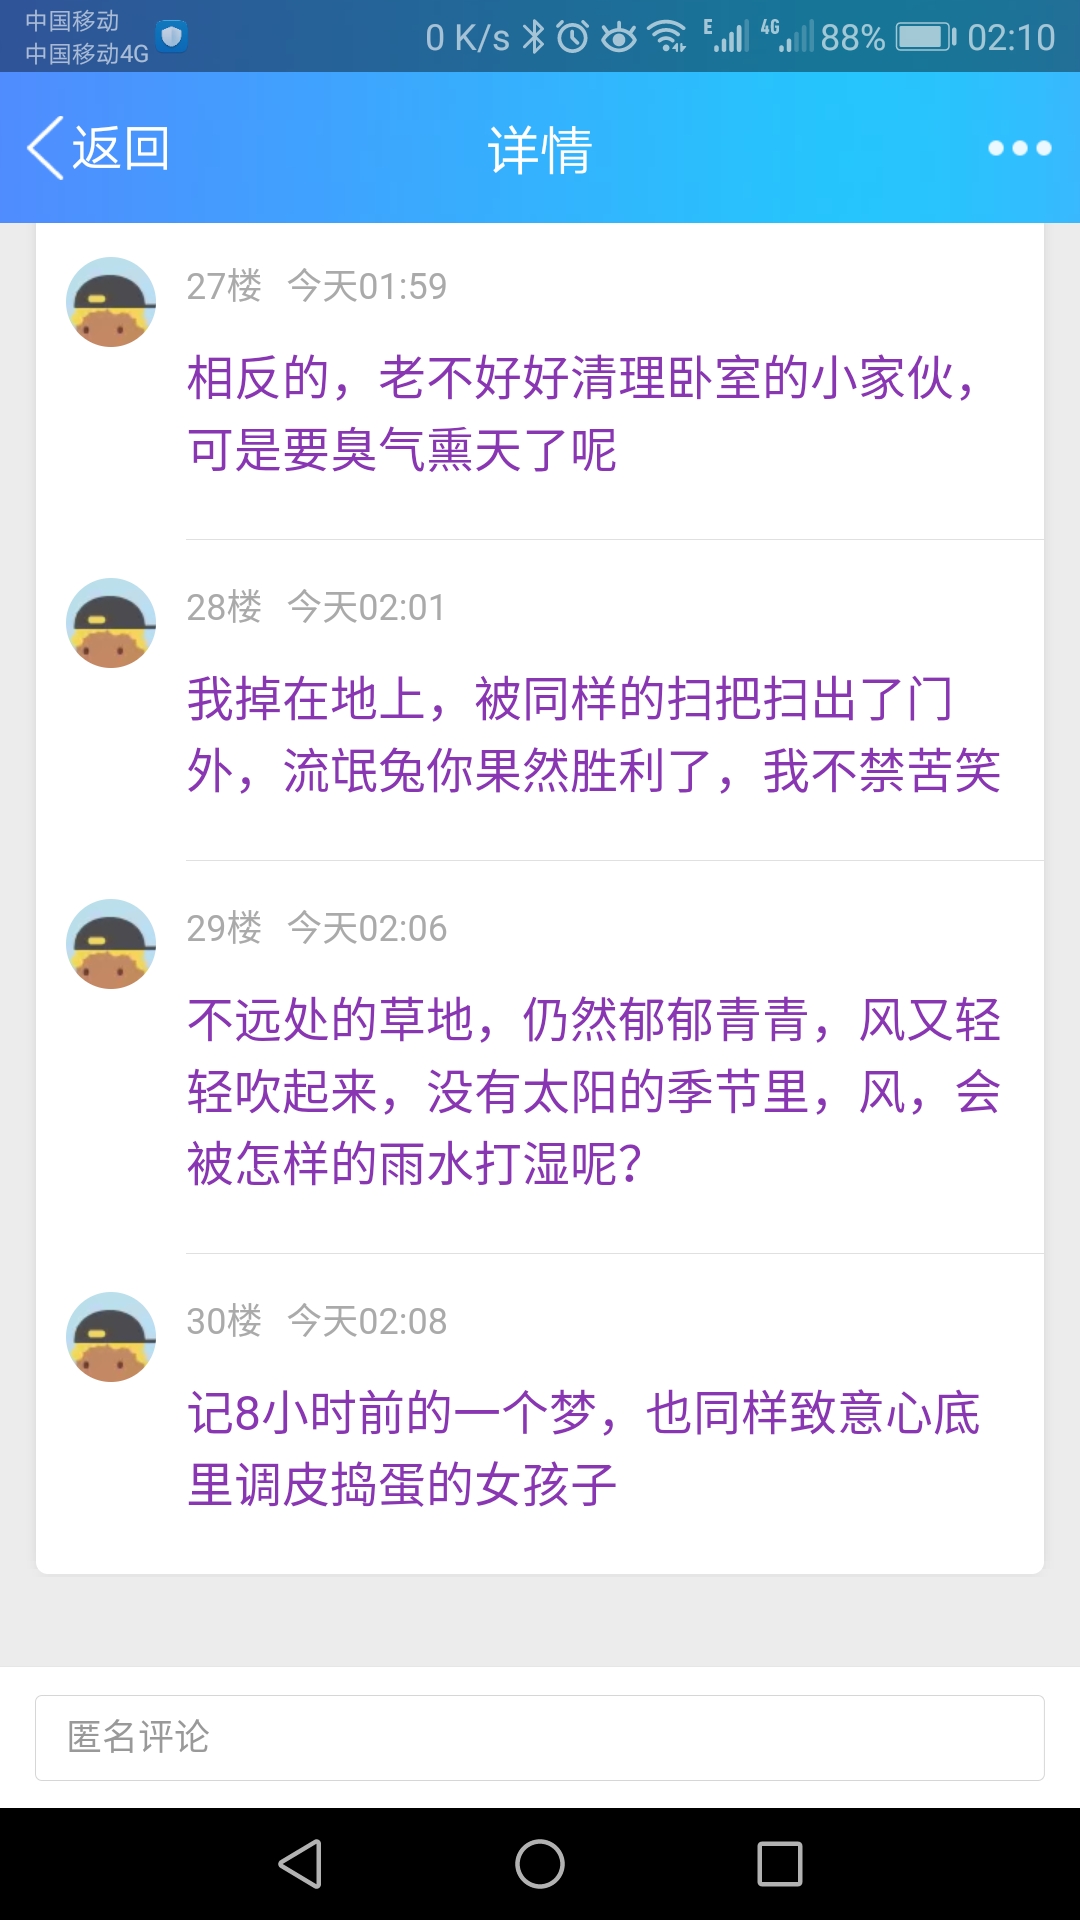 中国移动
中国移动4G
0 K/s
E
4G
88%
02:10
返回
详情
27楼 今天01:59
相反的，老不好好清理卧室的小家伙，
可是要臭气熏天了呢
28楼 今天02:01
我掉在地上，被同样的扫把扫出了门
外，流氓兔你果然胜利了，我不禁苦笑
29楼 今天02:06
不远处的草地，仍然郁郁青青，风又轻
轻吹起来，没有太阳的季节里，风，会
被怎样的雨水打湿呢？
30楼 今天02:08
记8小时前的一个梦，也同样致意心底
里调皮捣蛋的女孩子
匿名评论